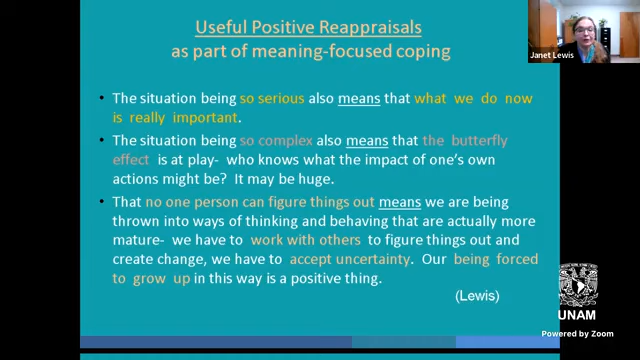 Useful Positive Reappraisals
as part of meaning-focused coping
• The situation being so serious also means that what we do now
is really important.
• The situation being so complex also means that the butterfly
effect is at play- who knows what the impact of one's own
actions might be? It may be huge.
• That no one person can figure things out means we are being
thrown into ways of thinking and behaving that are actually more
mature- we have to work with others to figure things out and
create change, we have to accept uncertainty. Our being forced
to grow up in this way is a positive thing.
(Lewis)
Janet Lewis
UNAM
Powered by Zoom